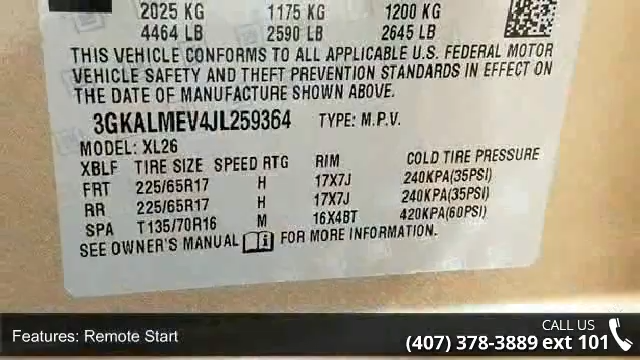 2025 KG 1175 KG 1200 KG
4464 LB 2590 LB 2645 LB
THIS VEHICLE CONFORMS TO ALL APPLICABLE U.S. FEDERAL MOTOR
VEHICLE SAFETY AND THEFT PREVENTION STANDARDS IN EFFECT ON
THE DATE OF MANUFACTURE SHOWN ABOVE.
3GKALMEV4JL259364 TYPE: M.P.V.
MODEL: XL26
XBLF TIRE SIZE SPEED RTG RIM COLD TIRE PRESSURE
FRT 225/65R17 H 17X7J 240KPA(35PSI)
RR 225/65R17 H 17X7J 240KPA(35PSI)
SPA T135/70R16 M 16X4BT 420KPA(60PSI)
SEE OWNER'S MANUAL FOR MORE INFORMATION.
Features: Remote Start
CALL US
(407) 378-3889 ext 101